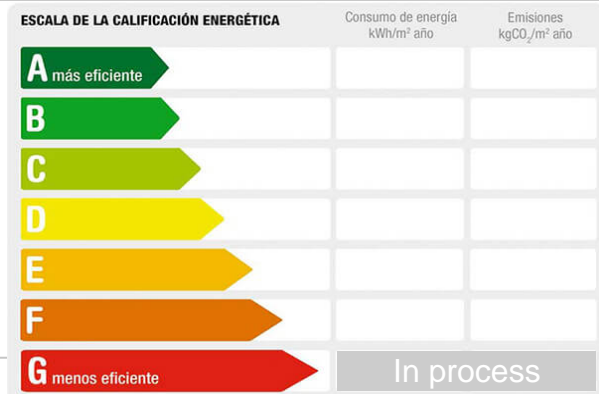 ESCALA DE LA CALIFICACIÓN ENERGÉTICA
Consumo de energía
kWh/m² año
Emisiones
kgCO₂/m² año
A más eficiente
B
C
D
E
F
G menos eficiente
In process